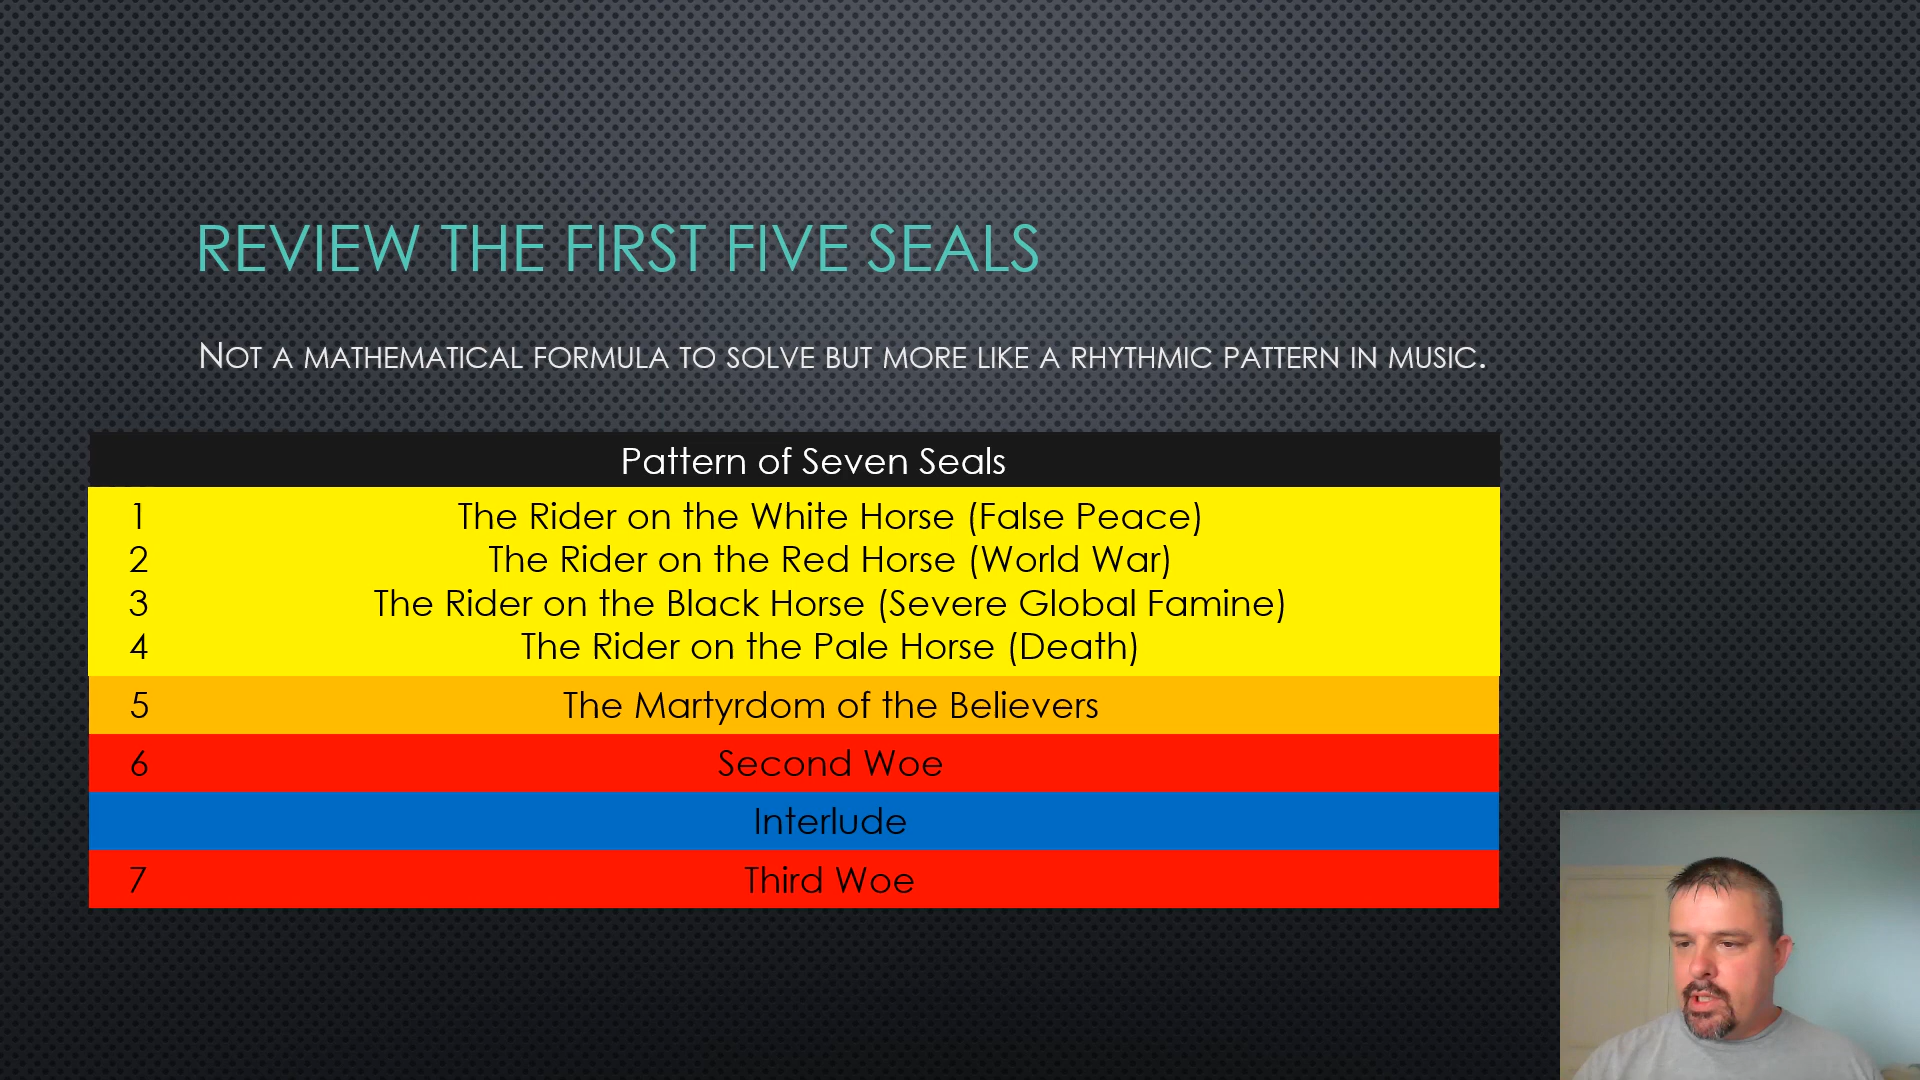 REVIEW THE FIRST FIVE SEALS
NOT A MATHEMATICAL FORMULA TO SOLVE BUT MORE LIKE A RHYTHMIC PATTERN IN MUSIC.
Pattern of Seven Seals
1 The Rider on the White Horse (False Peace)
2 The Rider on the Red Horse (World War)
3 The Rider on the Black Horse (Severe Global Famine)
4 The Rider on the Pale Horse (Death)
5 The Martyrdom of the Believers
6 Second Woe
Interlude
7 Third Woe